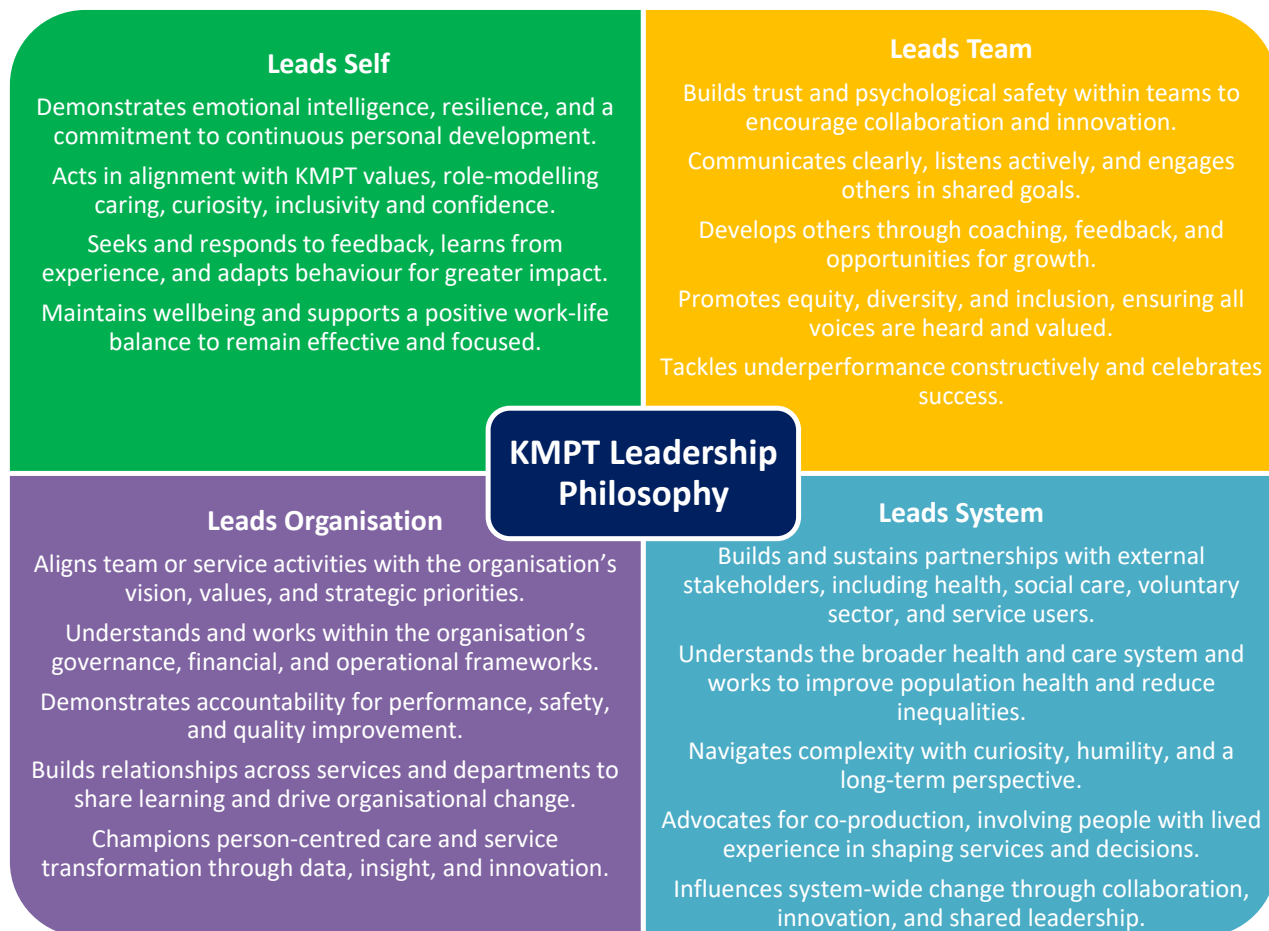 Leads Self
Demonstrates emotional intelligence, resilience, and a
commitment to continuous personal development.
Acts in alignment with KMPT values, role-modelling
caring, curiosity, inclusivity and confidence.
Seeks and responds to feedback, learns from
experience, and adapts behaviour for greater impact.
Maintains wellbeing and supports a positive work-life
balance to remain effective and focused.
Leads Team
Builds trust and psychological safety within teams to
encourage collaboration and innovation.
Communicates clearly, listens actively, and engages
others in shared goals.
Develops others through coaching, feedback, and
opportunities for growth.
Promotes equity, diversity, and inclusion, ensuring all
voices are heard and valued.
Tackles underperformance constructively and celebrates
success.
KMPT Leadership
Philosophy
Leads Organisation
Aligns team or service activities with the organisation’s
vision, values, and strategic priorities.
Understands and works within the organisation’s
governance, financial, and operational frameworks.
Demonstrates accountability for performance, safety,
and quality improvement.
Builds relationships across services and departments to
share learning and drive organisational change.
Champions person-centred care and service
transformation through data, insight, and innovation.
Leads System
Builds and sustains partnerships with external
stakeholders, including health, social care, voluntary
sector, and service users.
Understands the broader health and care system and
works to improve population health and reduce
inequalities.
Navigates complexity with curiosity, humility, and a
long-term perspective.
Advocates for co-production, involving people with lived
experience in shaping services and decisions.
Influences system-wide change through collaboration,
innovation, and shared leadership.